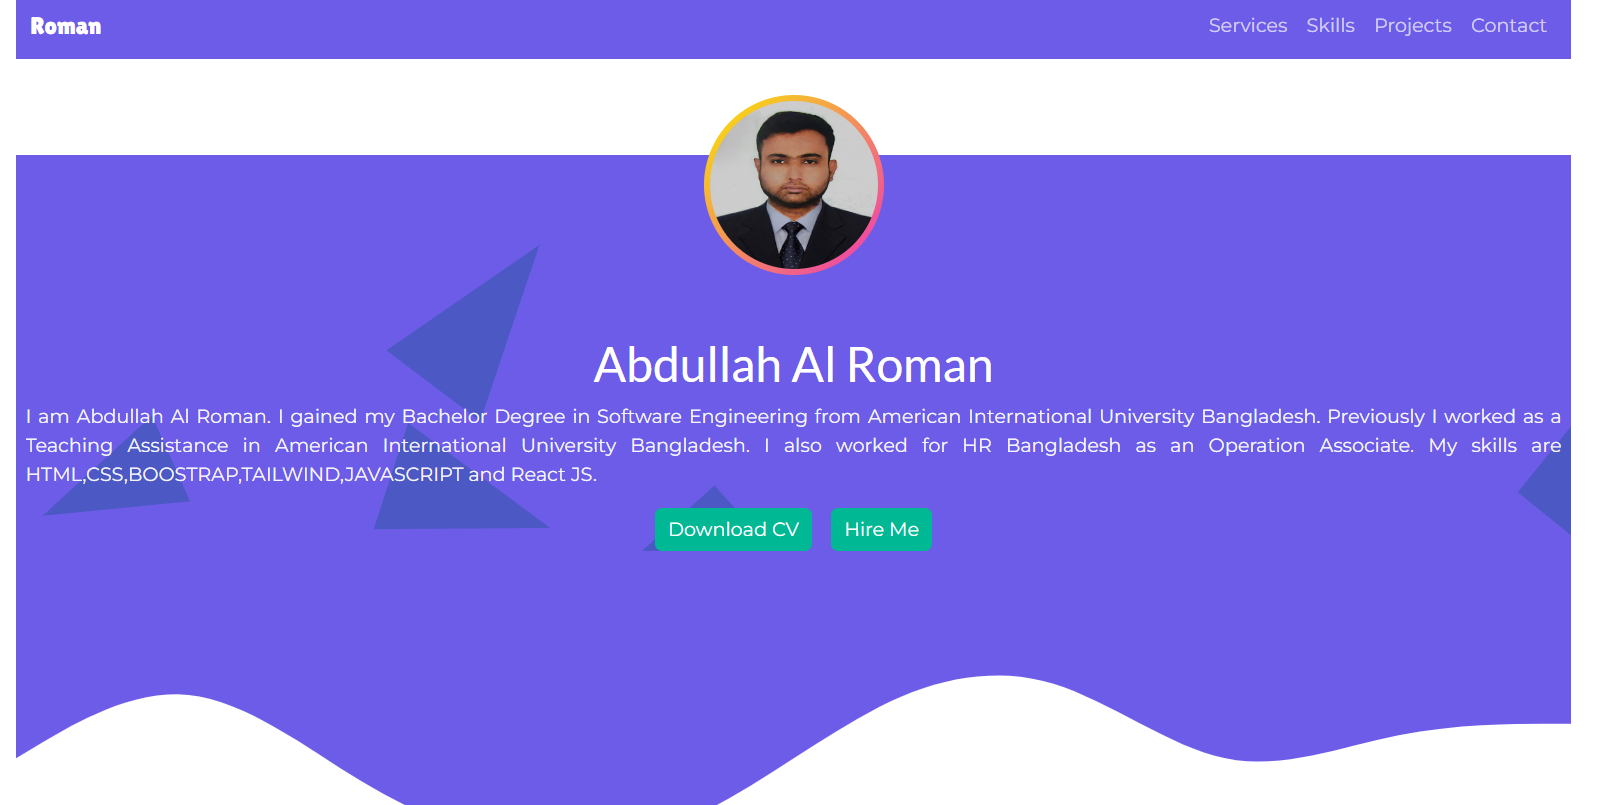 Roman
Services Skills Projects Contact
Abdullah Al Roman
I am Abdullah Al Roman. I gained my Bachelor Degree in Software Engineering from American International University Bangladesh. Previously I worked as a
Teaching Assistance in American International University Bangladesh. I also worked for HR Bangladesh as an Operation Associate. My skills are
HTML,CSS,BOOSTRAP,TAILWIND,JAVASCRIPT and React JS.
Download CV Hire Me